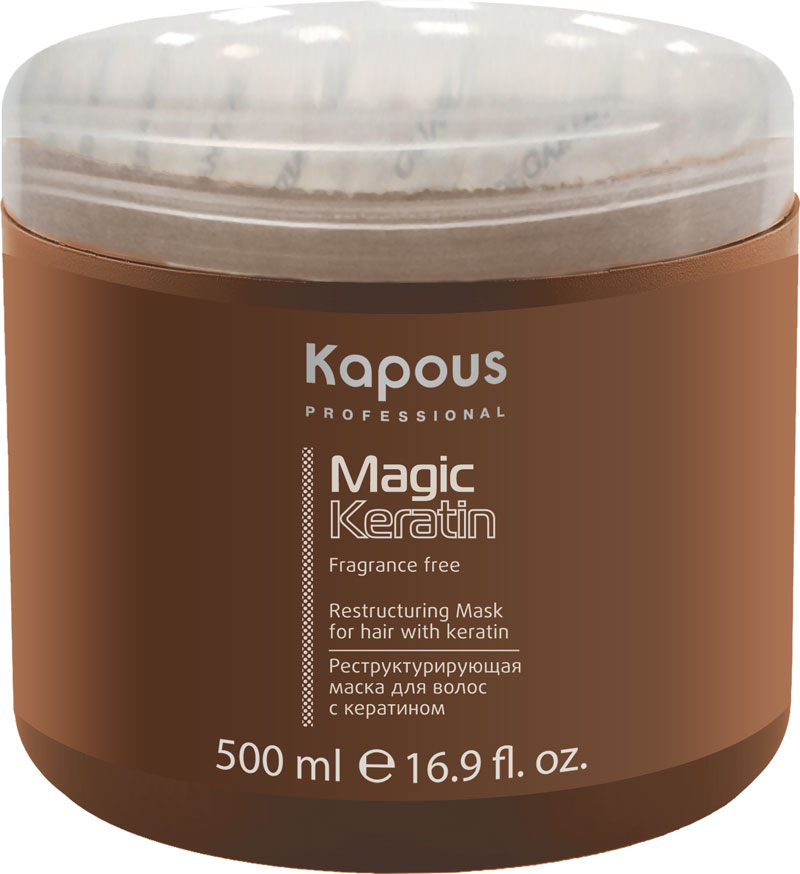 Kapous
PROFESSIONAL
Magic
Keratin
Fragrance free
Restructuring Mask
for hair with keratin
Реструктурирующая
маска для волос
с кератином
500 ml ℮ 16.9 fl. oz.